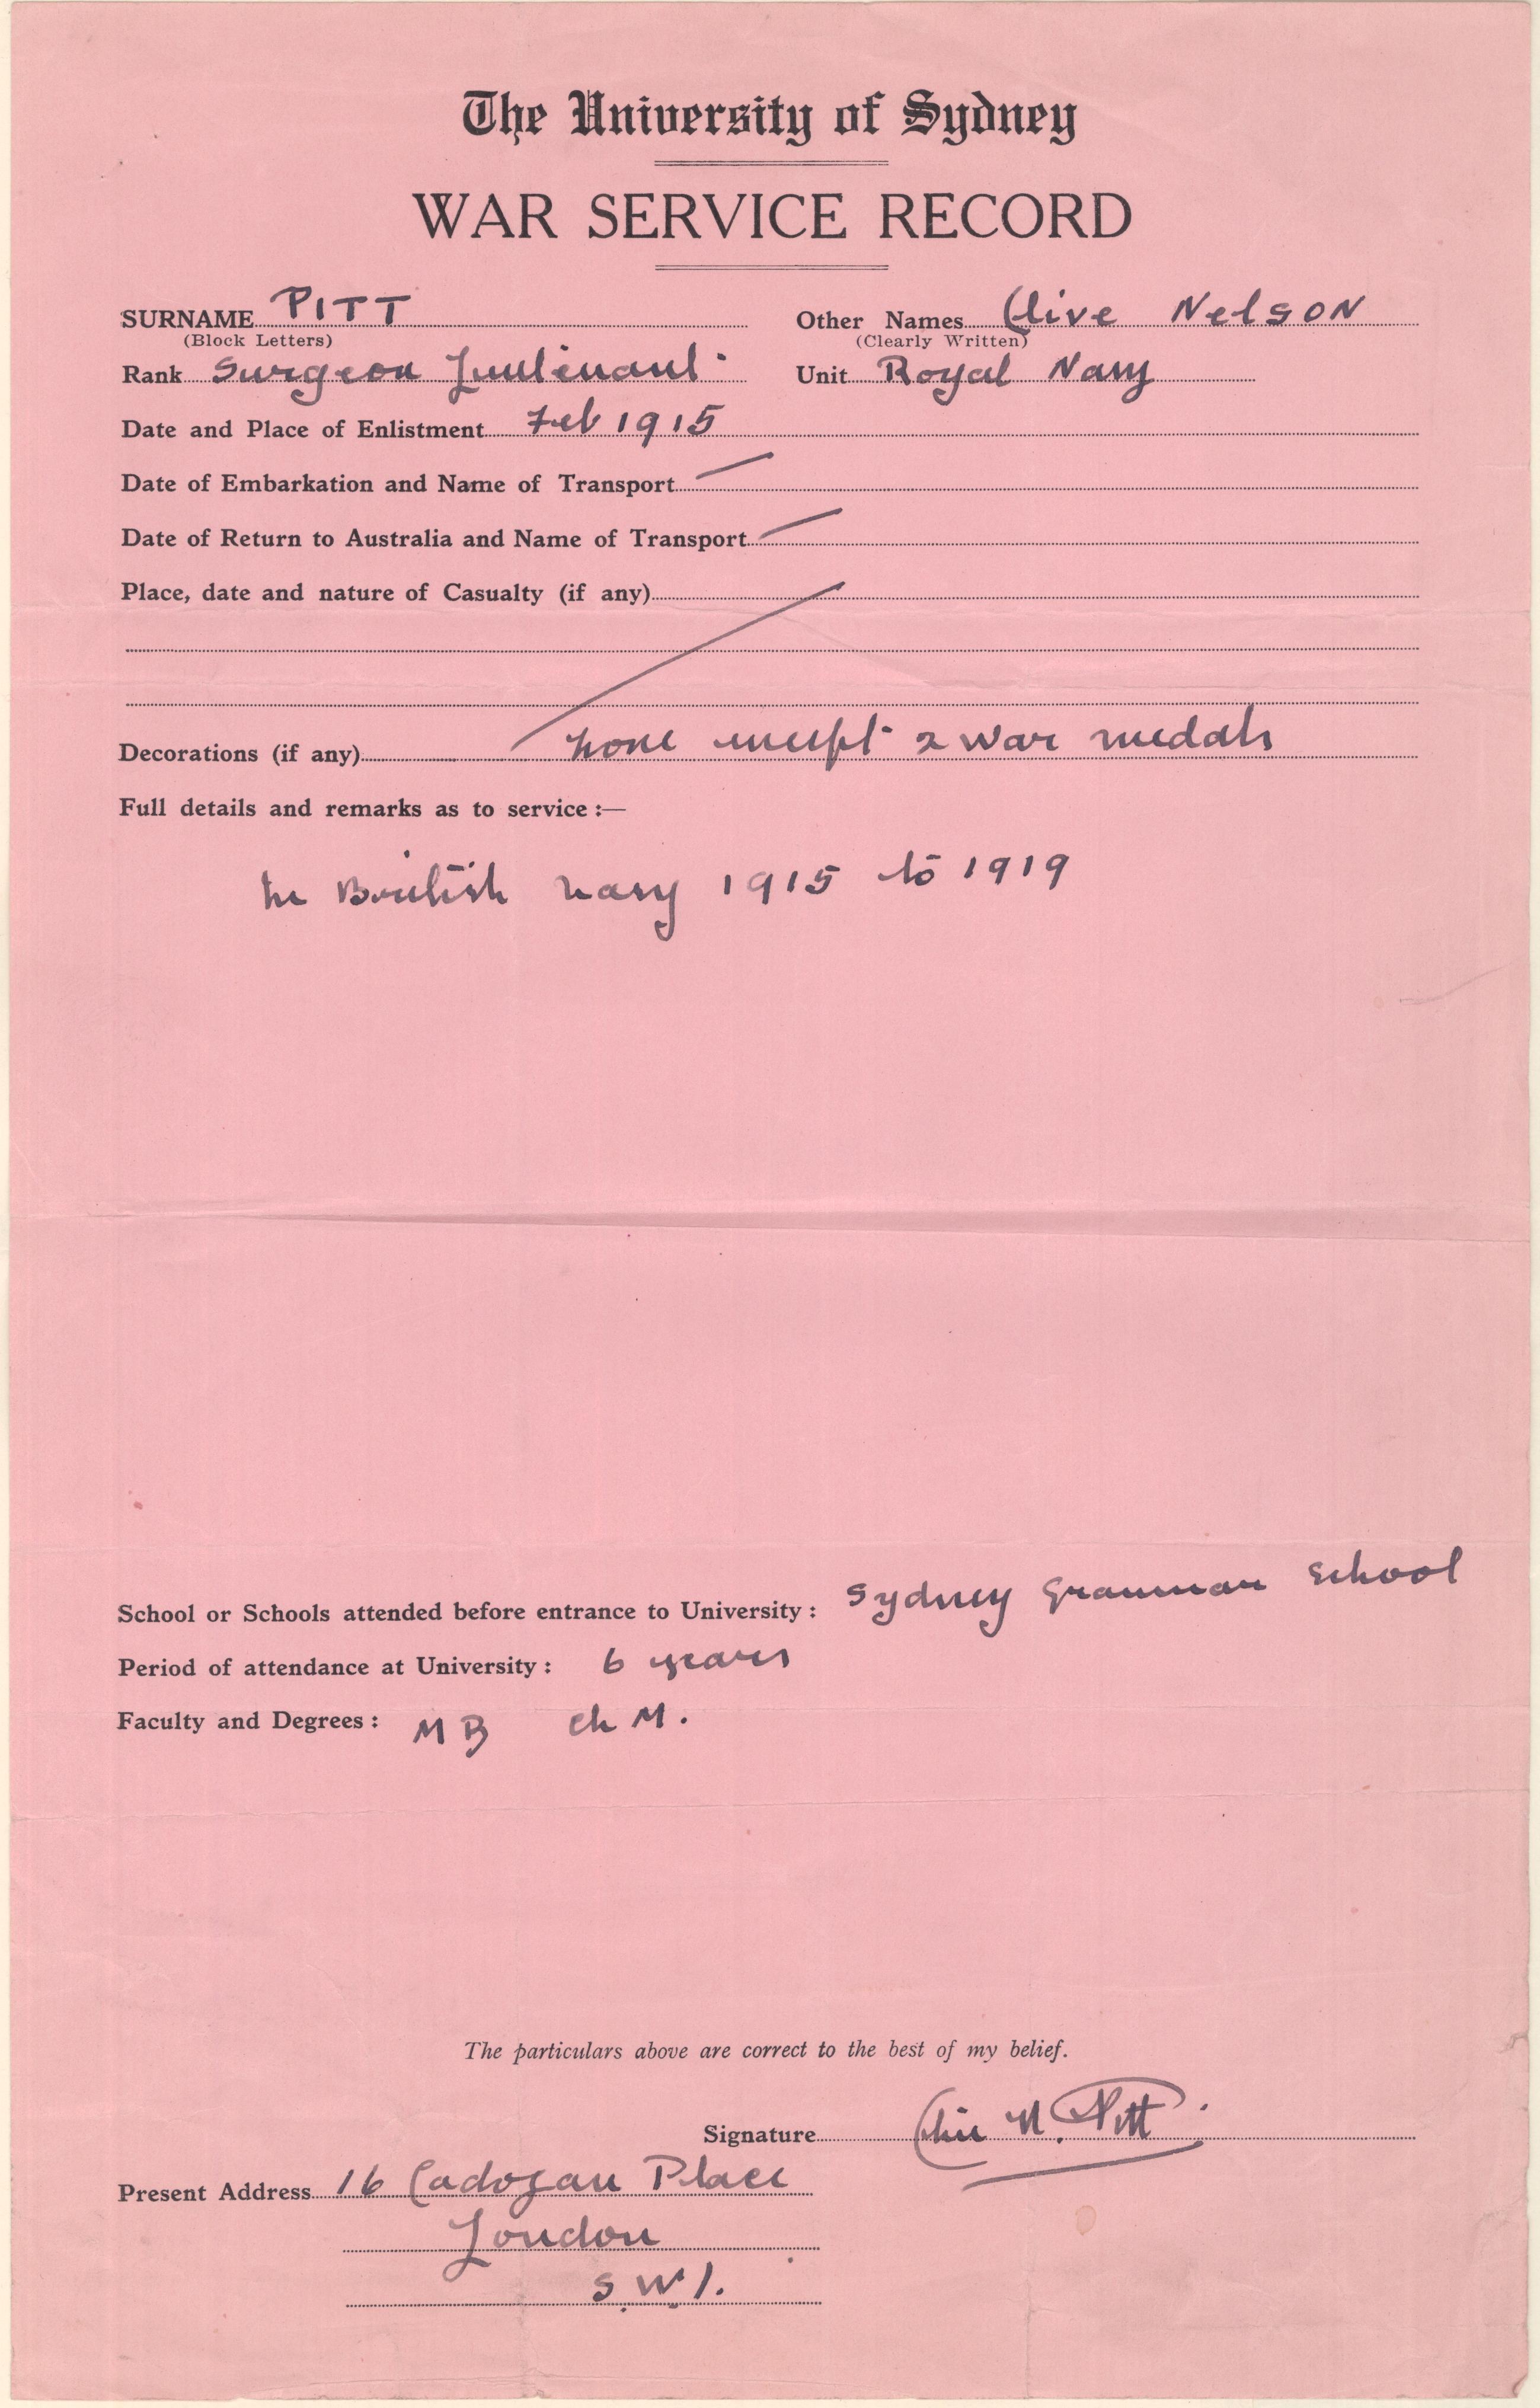 The University of Sydney
WAR SERVICE RECORD
SURNAME PITT Other Names Clive Nelson
(Block Letters) (Clearly Written)
Rank Surgeon Lieutenant Unit Royal Navy
Date and Place of Enlistment Feb 1915
Date of Embarkation and Name of Transport
Date of Return to Australia and Name of Transport
Place, date and nature of Casualty (if any)
Decorations (if any) none except 2 war medals
Full details and remarks as to service :—
In British Navy 1915 to 1919
School or Schools attended before entrance to University : Sydney Grammar School
Period of attendance at University : 6 years
Faculty and Degrees : MB Ch M.
The particulars above are correct to the best of my belief.
Signature Clive N. Pitt.
Present Address 16 Cadogan Place
London
S.W.1.